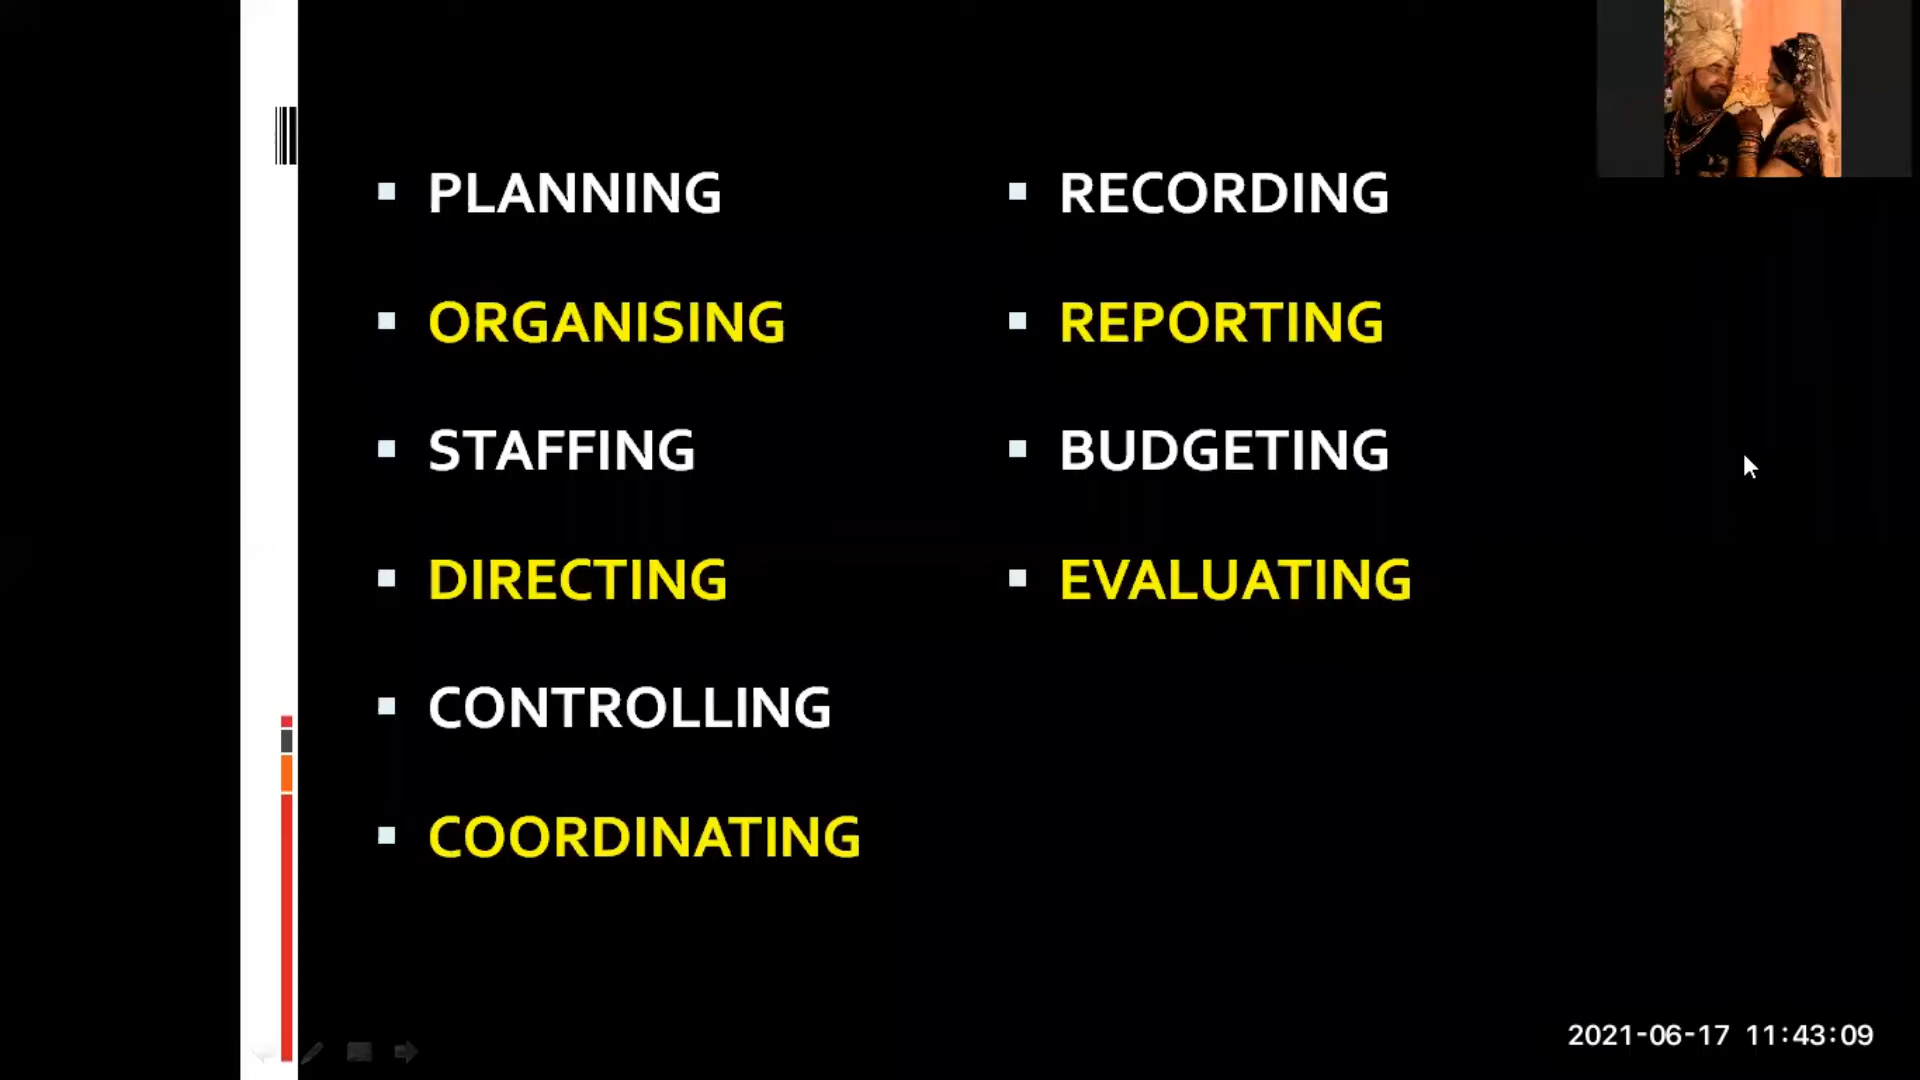 PLANNING
ORGANISING
STAFFING
DIRECTING
CONTROLLING
COORDINATING
RECORDING
REPORTING
BUDGETING
EVALUATING
2021-06-17 11:43:09